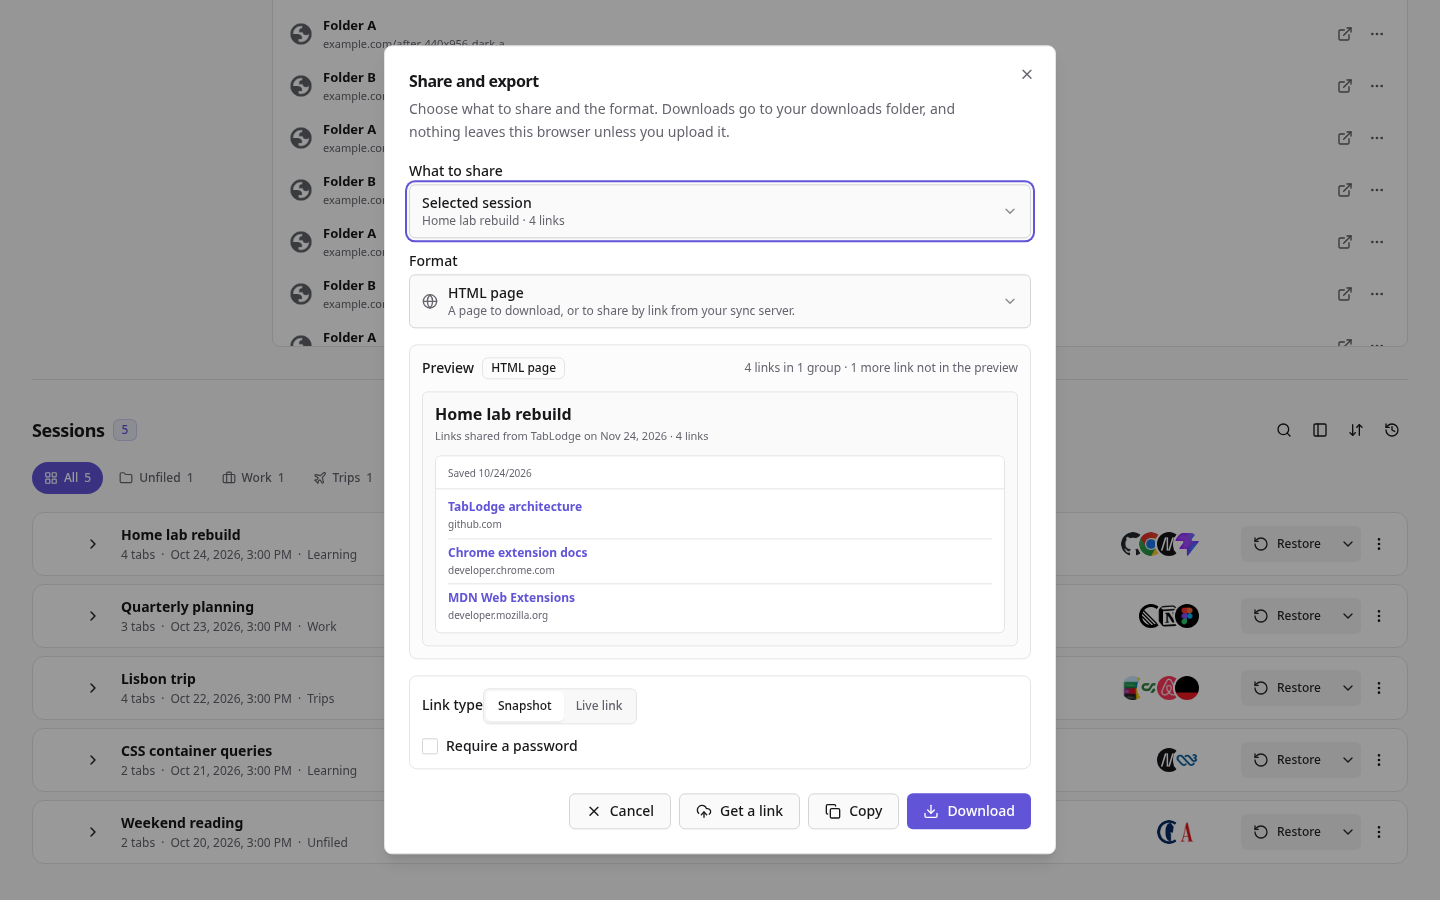 Folder A
example.com/after-440x956-dark-a
Folder B
example.co
Folder A
example.co
Folder B
example.co
Folder A
example.co
Folder B
example.co
Folder A
Share and export
Choose what to share and the format. Downloads go to your downloads folder, and
nothing leaves this browser unless you upload it.
What to share
Selected session
Home lab rebuild · 4 links
Format
HTML page
A page to download, or to share by link from your sync server.
Preview HTML page 4 links in 1 group · 1 more link not in the preview
Home lab rebuild
Links shared from TabLodge on Nov 24, 2026 · 4 links
Saved 10/24/2026
TabLodge architecture
github.com
Chrome extension docs
developer.chrome.com
MDN Web Extensions
developer.mozilla.org
Link type Snapshot Live link
Require a password
Cancel Get a link Copy Download
Sessions 5
All 5 Unfiled 1 Work 1 Trips 1
Home lab rebuild
4 tabs · Oct 24, 2026, 3:00 PM · Learning
Restore
Quarterly planning
3 tabs · Oct 23, 2026, 3:00 PM · Work
Restore
Lisbon trip
4 tabs · Oct 22, 2026, 3:00 PM · Trips
Restore
CSS container queries
2 tabs · Oct 21, 2026, 3:00 PM · Learning
Restore
Weekend reading
2 tabs · Oct 20, 2026, 3:00 PM · Unfiled
Restore